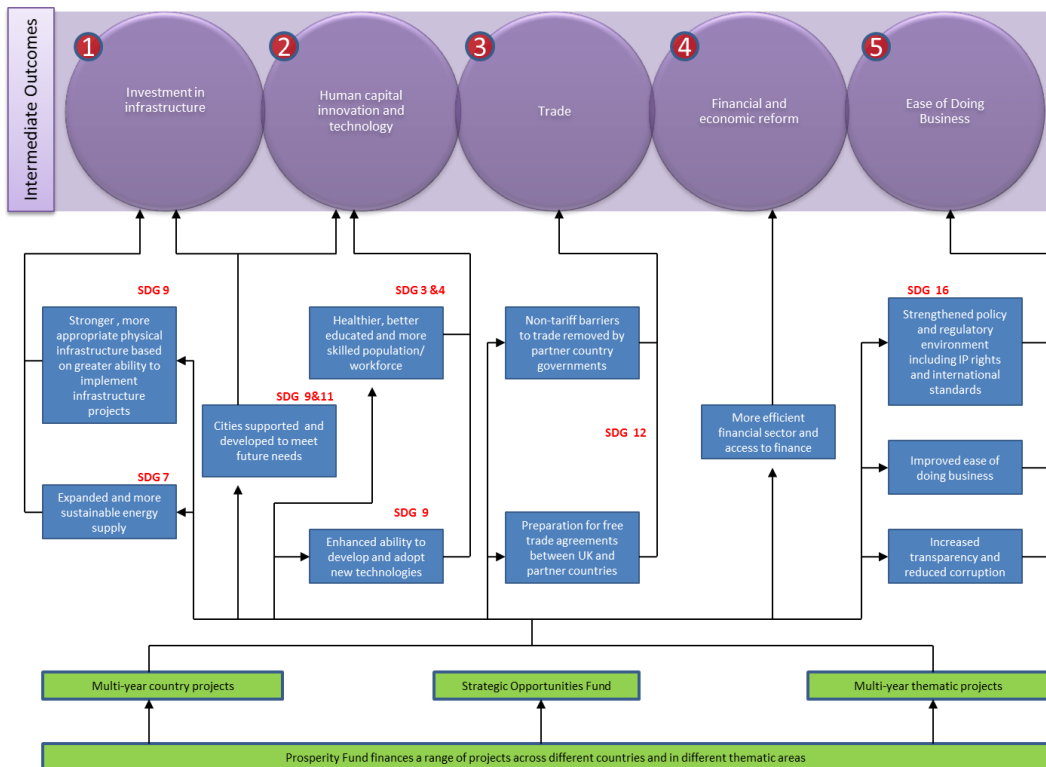 Intermediate Outcomes
1
Investment in
infrastructure
2
Human capital
innovation and
technology
3
Trade
4
Financial and
economic reform
5
Ease of Doing
Business
SDG 9
Stronger , more
appropriate physical
infrastructure based
on greater ability to
implement
infrastructure
projects
SDG 7
Expanded and more
sustainable energy
supply
SDG 9&11
Cities supported and
developed to meet
future needs
SDG 3 &4
Healthier, better
educated and more
skilled population/
workforce
SDG 9
Enhanced ability to
develop and adopt
new technologies
Non-tariff barriers
to trade removed by
partner country
governments
SDG 12
Preparation for free
trade agreements
between UK and
partner countries
More efficient
financial sector and
access to finance
SDG 16
Strengthened policy
and regulatory
environment
including IP rights
and international
standards
Improved ease of
doing business
Increased
transparency and
reduced corruption
Multi-year country projects
Strategic Opportunities Fund
Multi-year thematic projects
Prosperity Fund finances a range of projects across different countries and in different thematic areas